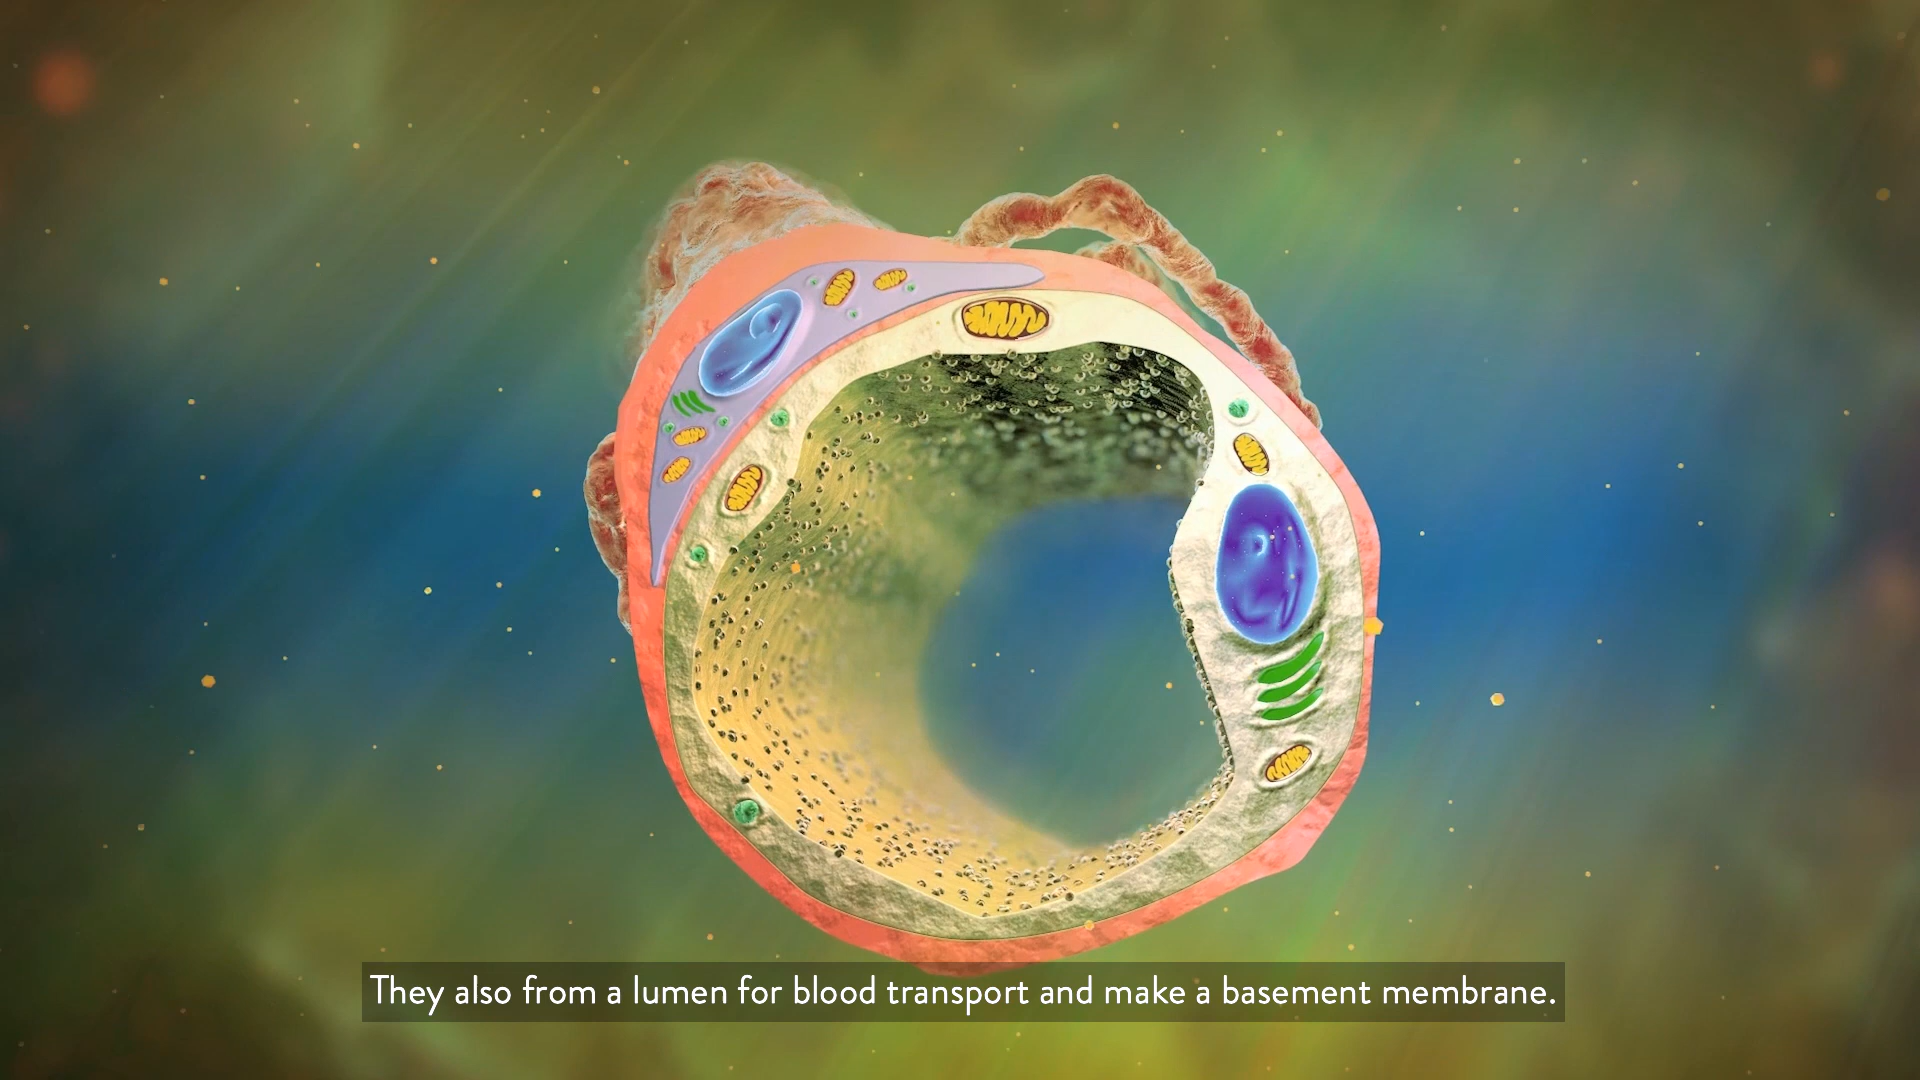 They also from a lumen for blood transport and make a basement membrane.